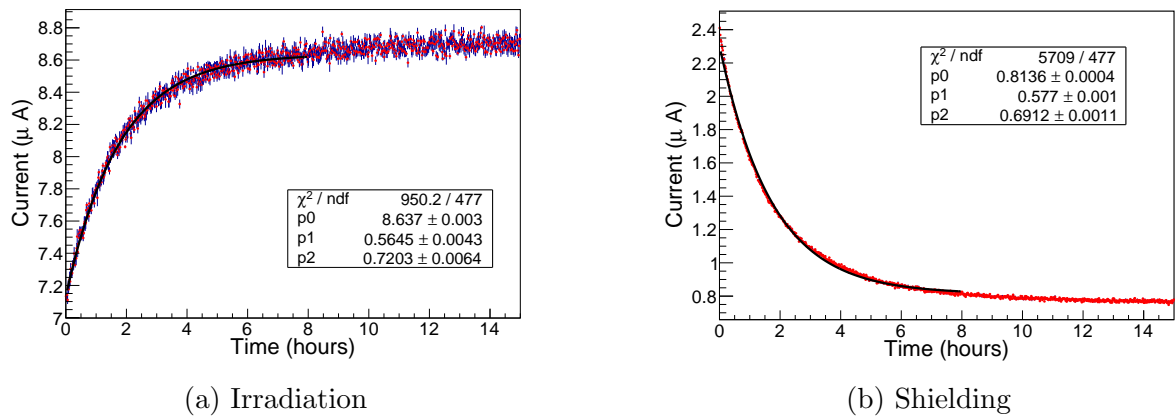 8.8
8.6
8.4
8.2
8
7.8
7.6
7.4
7.2
7
Current (μ A)
χ² / ndf 950.2 / 477
p0 8.637 ± 0.003
p1 0.5645 ± 0.0043
p2 0.7203 ± 0.0064
0 2 4 6 8 10 12 14
Time (hours)
(a) Irradiation
2.4
2.2
2
1.8
1.6
1.4
1.2
1
0.8
Current (μ A)
χ² / ndf 5709 / 477
p0 0.8136 ± 0.0004
p1 0.577 ± 0.001
p2 0.6912 ± 0.0011
0 2 4 6 8 10 12 14
Time (hours)
(b) Shielding